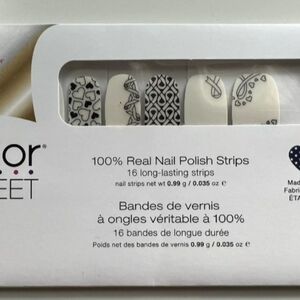 or®
EET
100% Real Nail Polish Strips
16 long-lasting strips
nail strips net wt 0.99 g / 0.035 oz ℮
Bandes de vernis
à ongles véritable à 100%
16 bandes de longue durée
Poids net des bandes de vernis 0.99 g / 0.035 oz ℮
Mad
Fabri
ÉTA